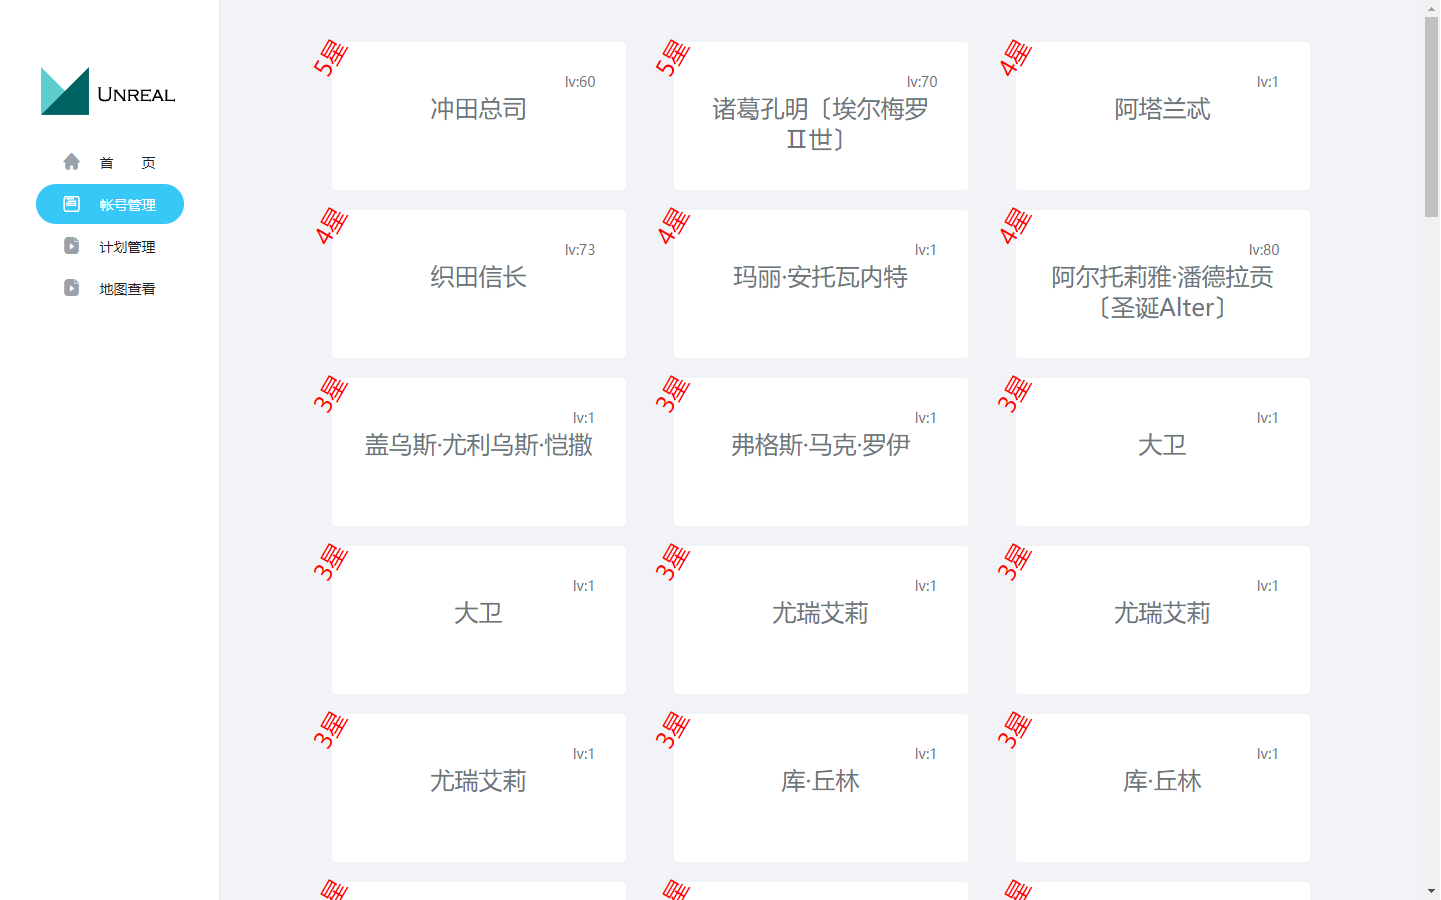 UNREAL
首 页
帐号管理
计划管理
地图查看
5星
lv:60
冲田总司
5星
lv:70
诸葛孔明〔埃尔梅罗
Ⅱ世〕
4星
lv:1
阿塔兰忒
4星
lv:73
织田信长
4星
lv:1
玛丽·安托瓦内特
4星
lv:80
阿尔托莉雅·潘德拉贡
〔圣诞Alter〕
3星
lv:1
盖乌斯·尤利乌斯·恺撒
3星
lv:1
弗格斯·马克·罗伊
3星
lv:1
大卫
3星
lv:1
大卫
3星
lv:1
尤瑞艾莉
3星
lv:1
尤瑞艾莉
3星
lv:1
尤瑞艾莉
3星
lv:1
库·丘林
3星
lv:1
库·丘林
星
星
星